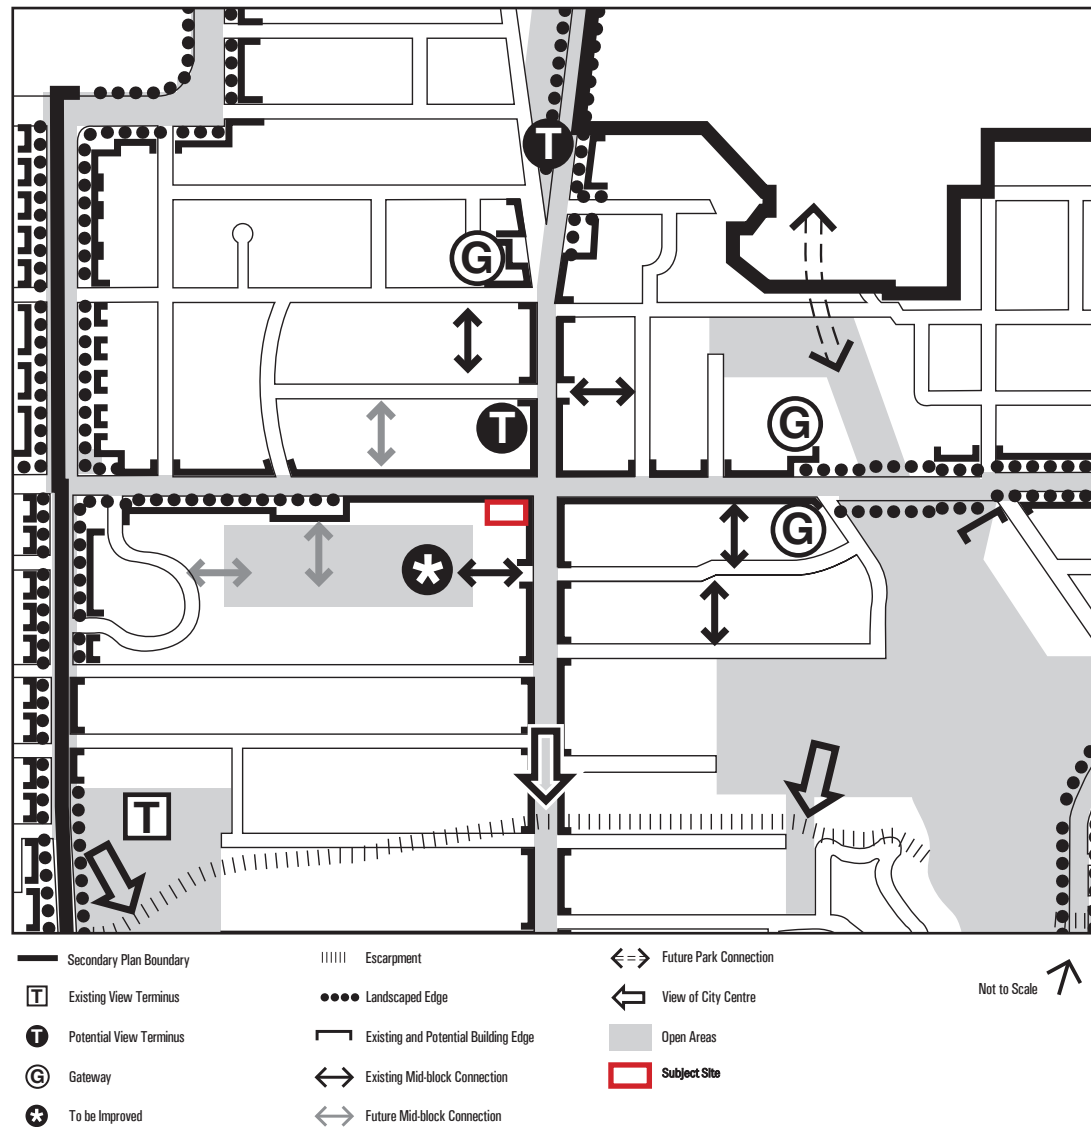 T
G
T
G
G
*
T
Secondary Plan Boundary
T Existing View Terminus
T Potential View Terminus
G Gateway
* To be Improved
Escarpment
Landscaped Edge
Existing and Potential Building Edge
Existing Mid-block Connection
Future Mid-block Connection
Future Park Connection
View of City Centre
Open Areas
Subject Site
Not to Scale